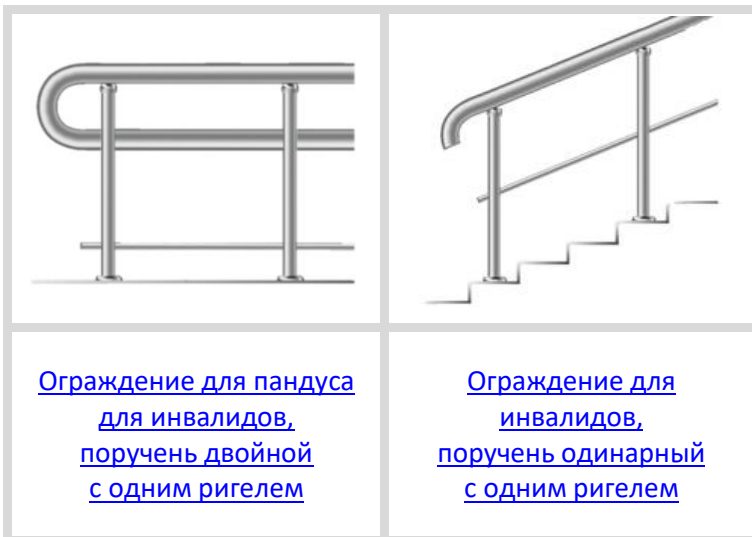 Ограждение для пандуса
для инвалидов,
поручень двойной
с одним ригелем
Ограждение для
инвалидов,
поручень одинарный
с одним ригелем